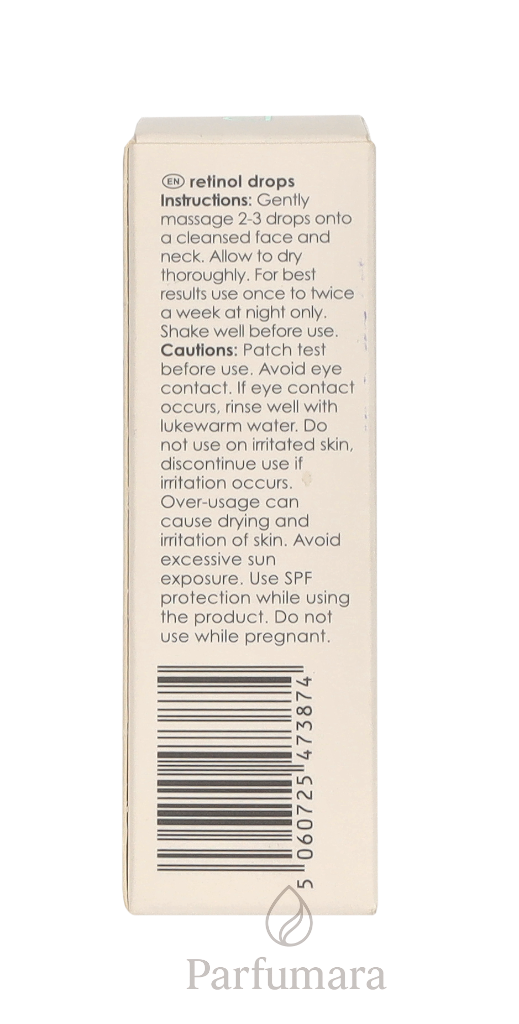 EN retinol drops
Instructions: Gently
massage 2-3 drops onto
a cleansed face and
neck. Allow to dry
thoroughly. For best
results use once to twice
a week at night only.
Shake well before use.
Cautions: Patch test
before use. Avoid eye
contact. If eye contact
occurs, rinse well with
lukewarm water. Do
not use on irritated skin,
discontinue use if
irritation occurs.
Over-usage can
cause drying and
irritation of skin. Avoid
excessive sun
exposure. Use SPF
protection while using
the product. Do not
use while pregnant.
5 060725 473874
Parfumara